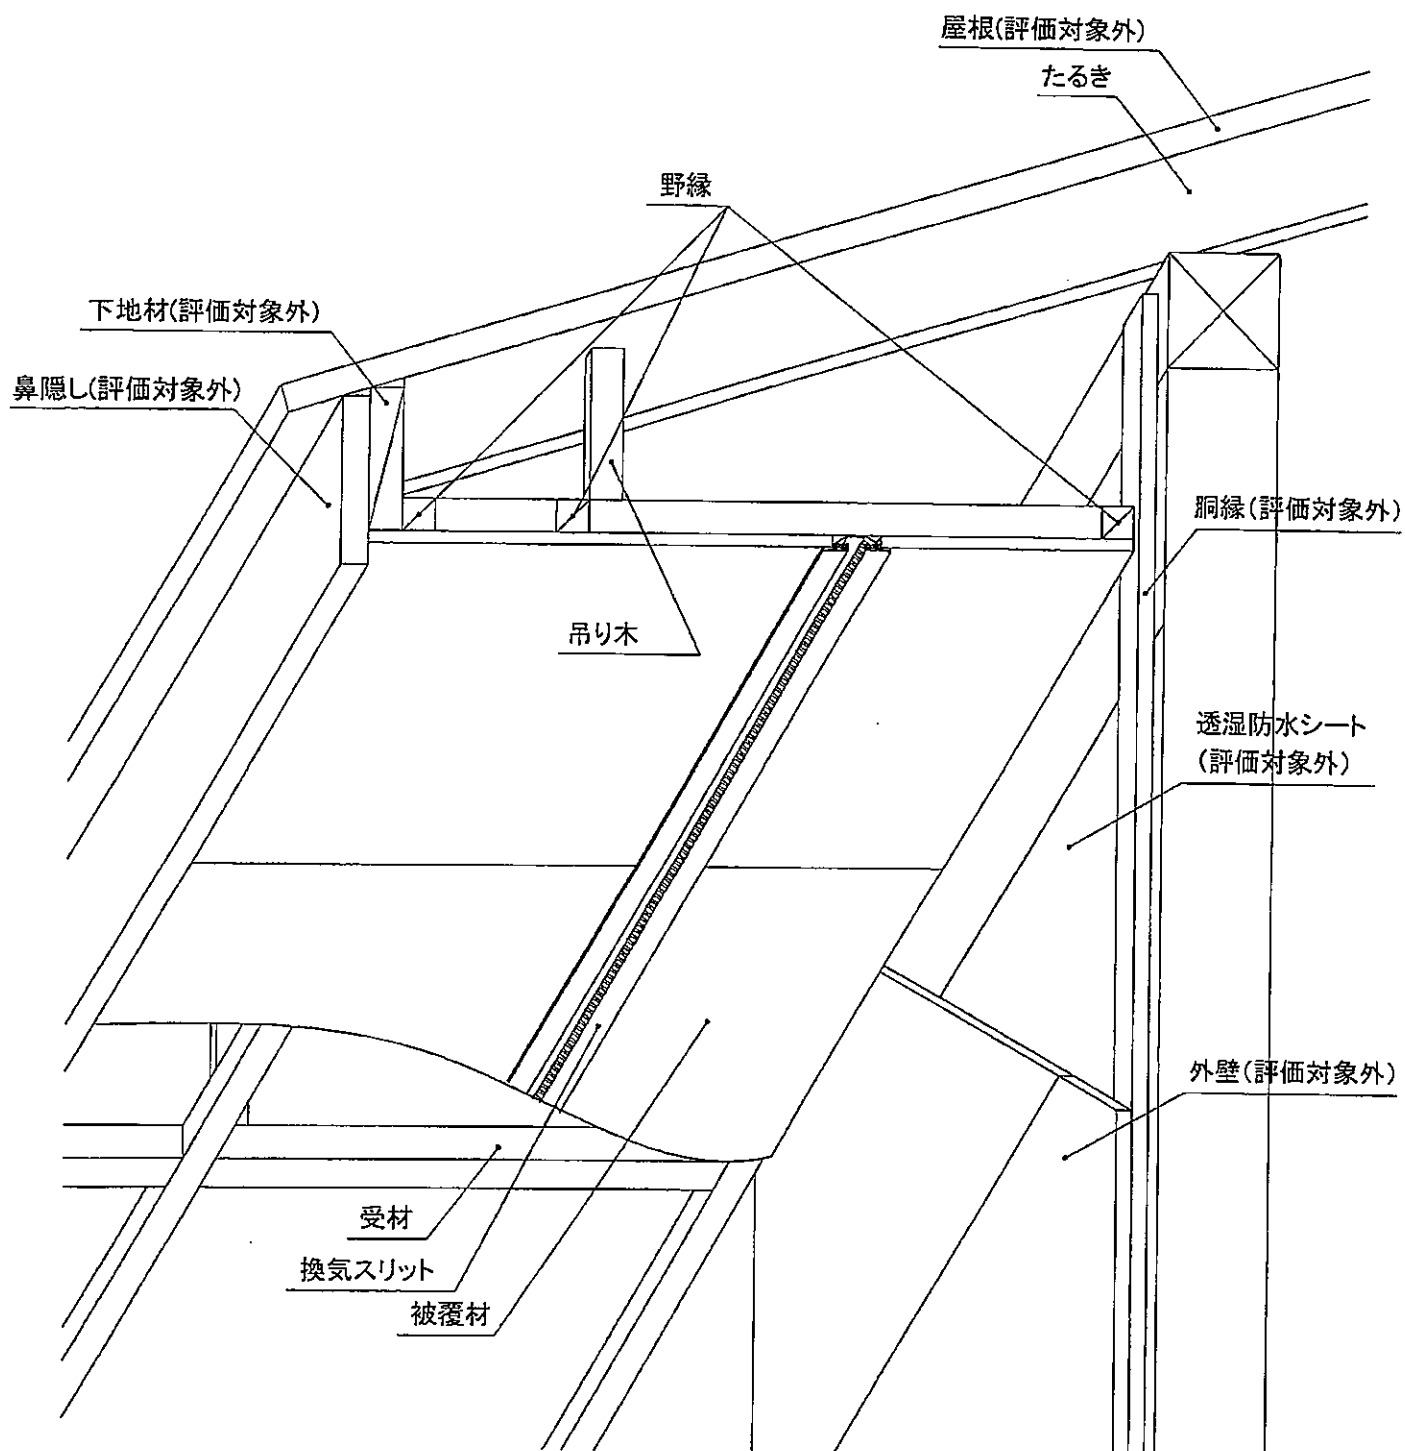 屋根(評価対象外)
たるき
野縁
下地材(評価対象外)
鼻隠し(評価対象外)
胴縁(評価対象外)
吊り木
透湿防水シート
(評価対象外)
外壁(評価対象外)
受材
換気スリット
被覆材